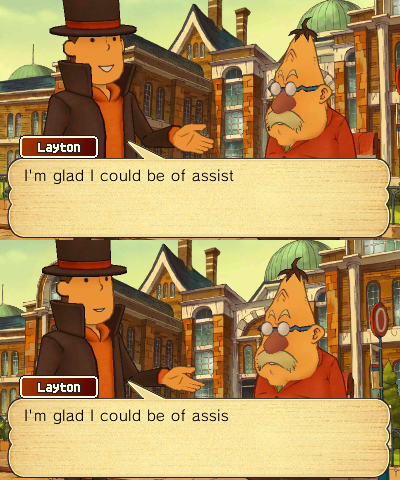 Layton
I'm glad I could be of assist
Layton
I'm glad I could be of assis